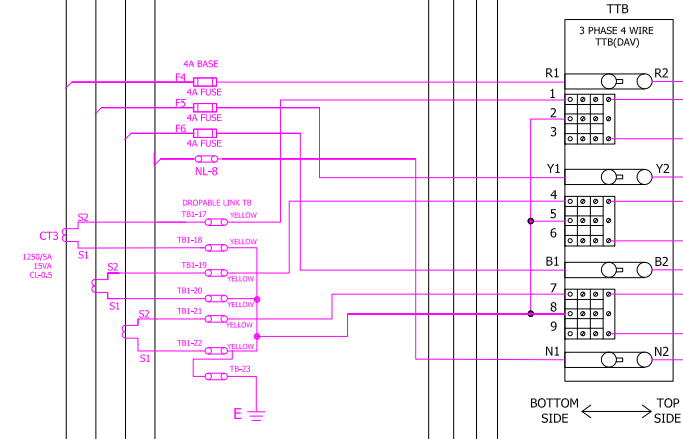 TTB
3 PHASE 4 WIRE
TTB(DAV)
4A BASE
F4
4A FUSE
F5
4A FUSE
F6
4A FUSE
NL-8
R1
R2
1
2
3
Y1
Y2
4
5
6
B1
B2
7
8
9
N1
N2
DROPABLE LINK TB
S2
TB1-17
YELLOW
CT3
S1
TB1-18
YELLOW
1250/5A
15VA
CL-0.5
S2
TB1-19
YELLOW
S1
TB1-20
YELLOW
S2
TB1-21
YELLOW
S1
TB1-22
YELLOW
TB-23
E
BOTTOM
SIDE
TOP
SIDE